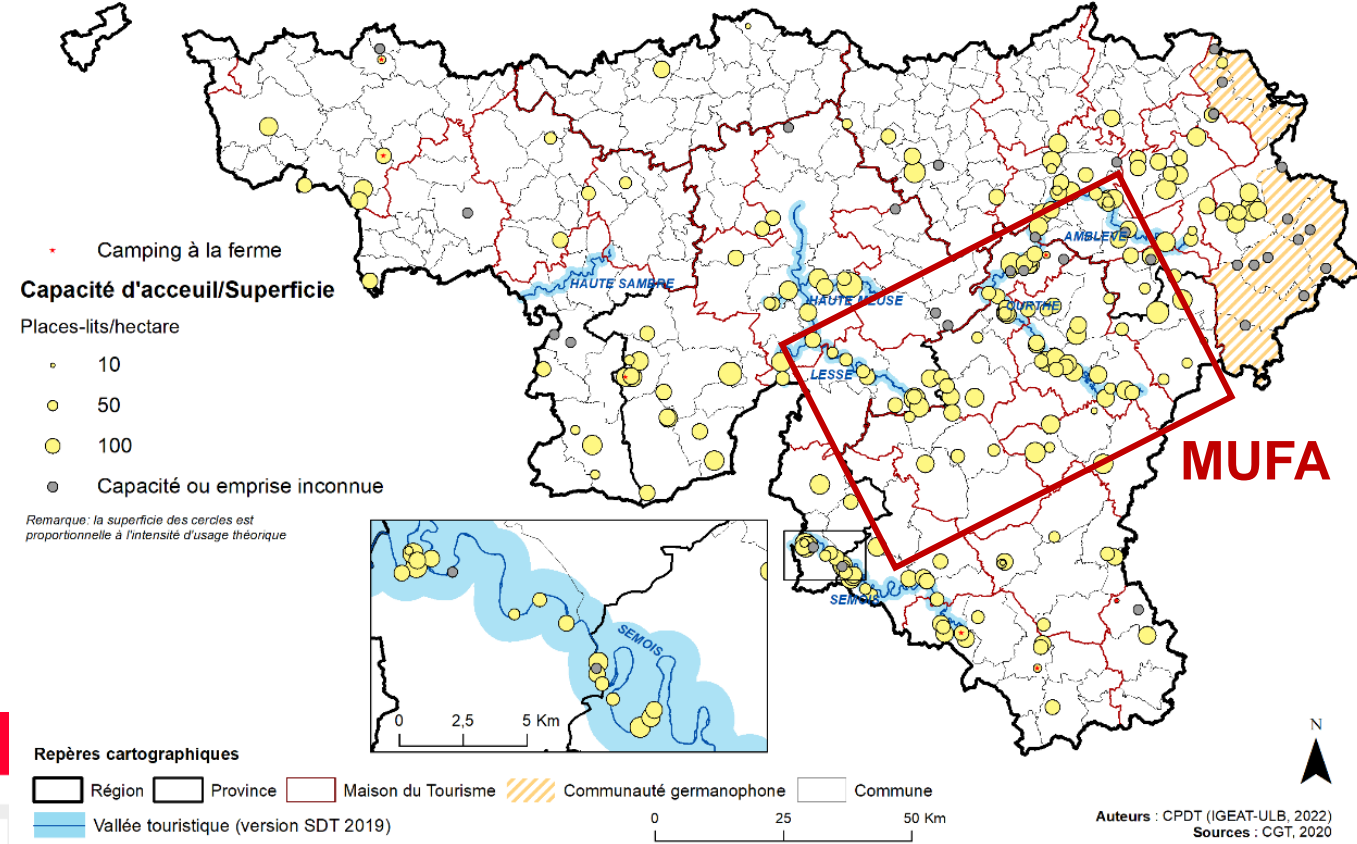 Camping à la ferme
Capacité d'acceuil/Superficie
Places-lits/hectare
10
50
100
Capacité ou emprise inconnue
Remarque: la superficie des cercles est
proportionnelle à l'intensité d'usage théorique
HAUTE SAMBRE
HAUTE MEUSE
LESSE
AMBLEVE
OURTHE
SEMOIS
MUFA
SEMOIS
0 2,5 5 Km
Repères cartographiques
Région Province Maison du Tourisme Communauté germanophone Commune
Vallée touristique (version SDT 2019)
0 25 50 Km
N
Auteurs : CPDT (IGEAT-ULB, 2022)
Sources : CGT, 2020